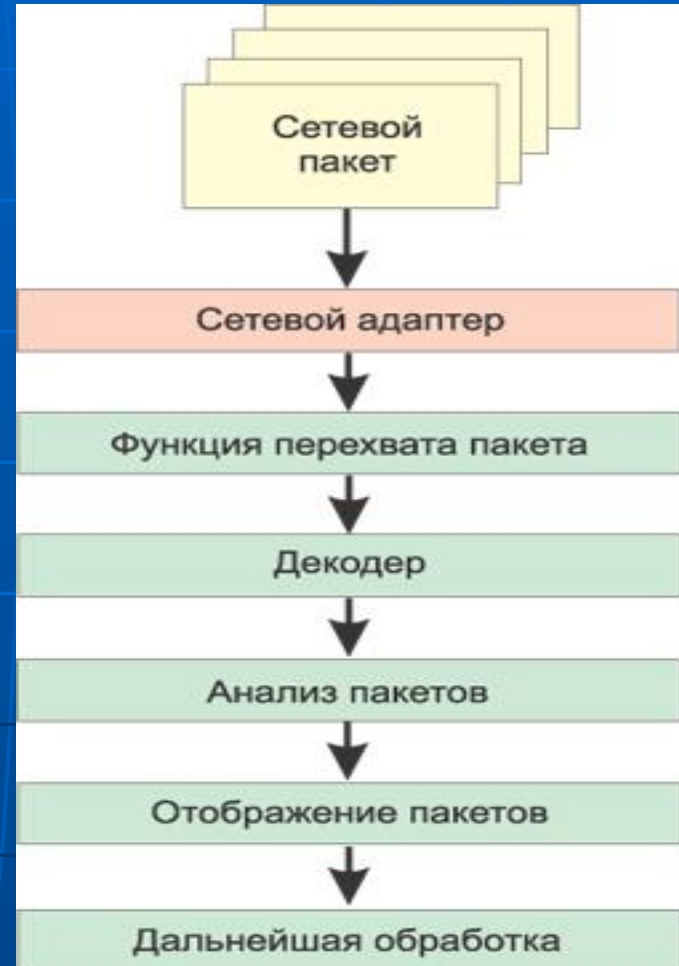 Сетевой
пакет
Сетевой адаптер
Функция перехвата пакета
Декодер
Анализ пакетов
Отображение пакетов
Дальнейшая обработка